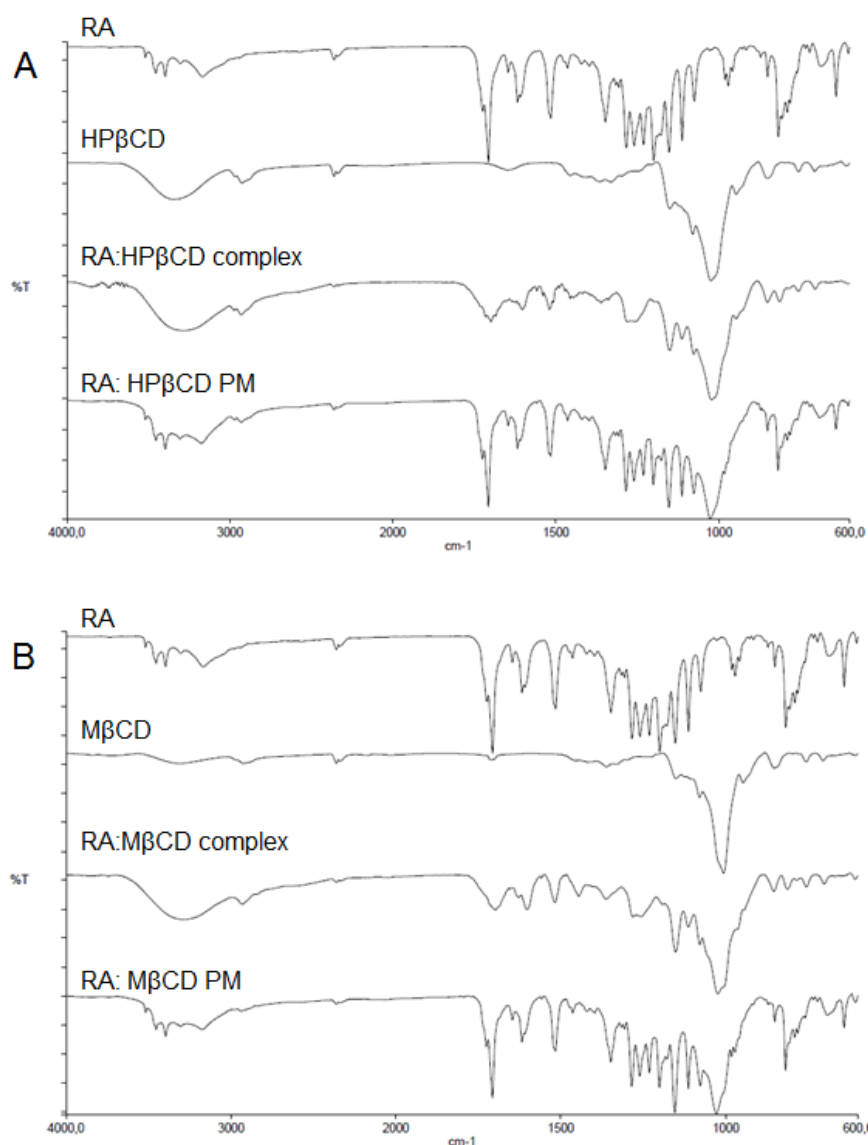 RA
A
HPβCD
RA:HPβCD complex
%T
RA: HPβCD PM
4000,0 3000 2000 1500 1000 600,0
cm-1
RA
B
MβCD
RA:MβCD complex
%T
RA: MβCD PM
4000,0 3000 2000 1500 1000 600,0
cm-1